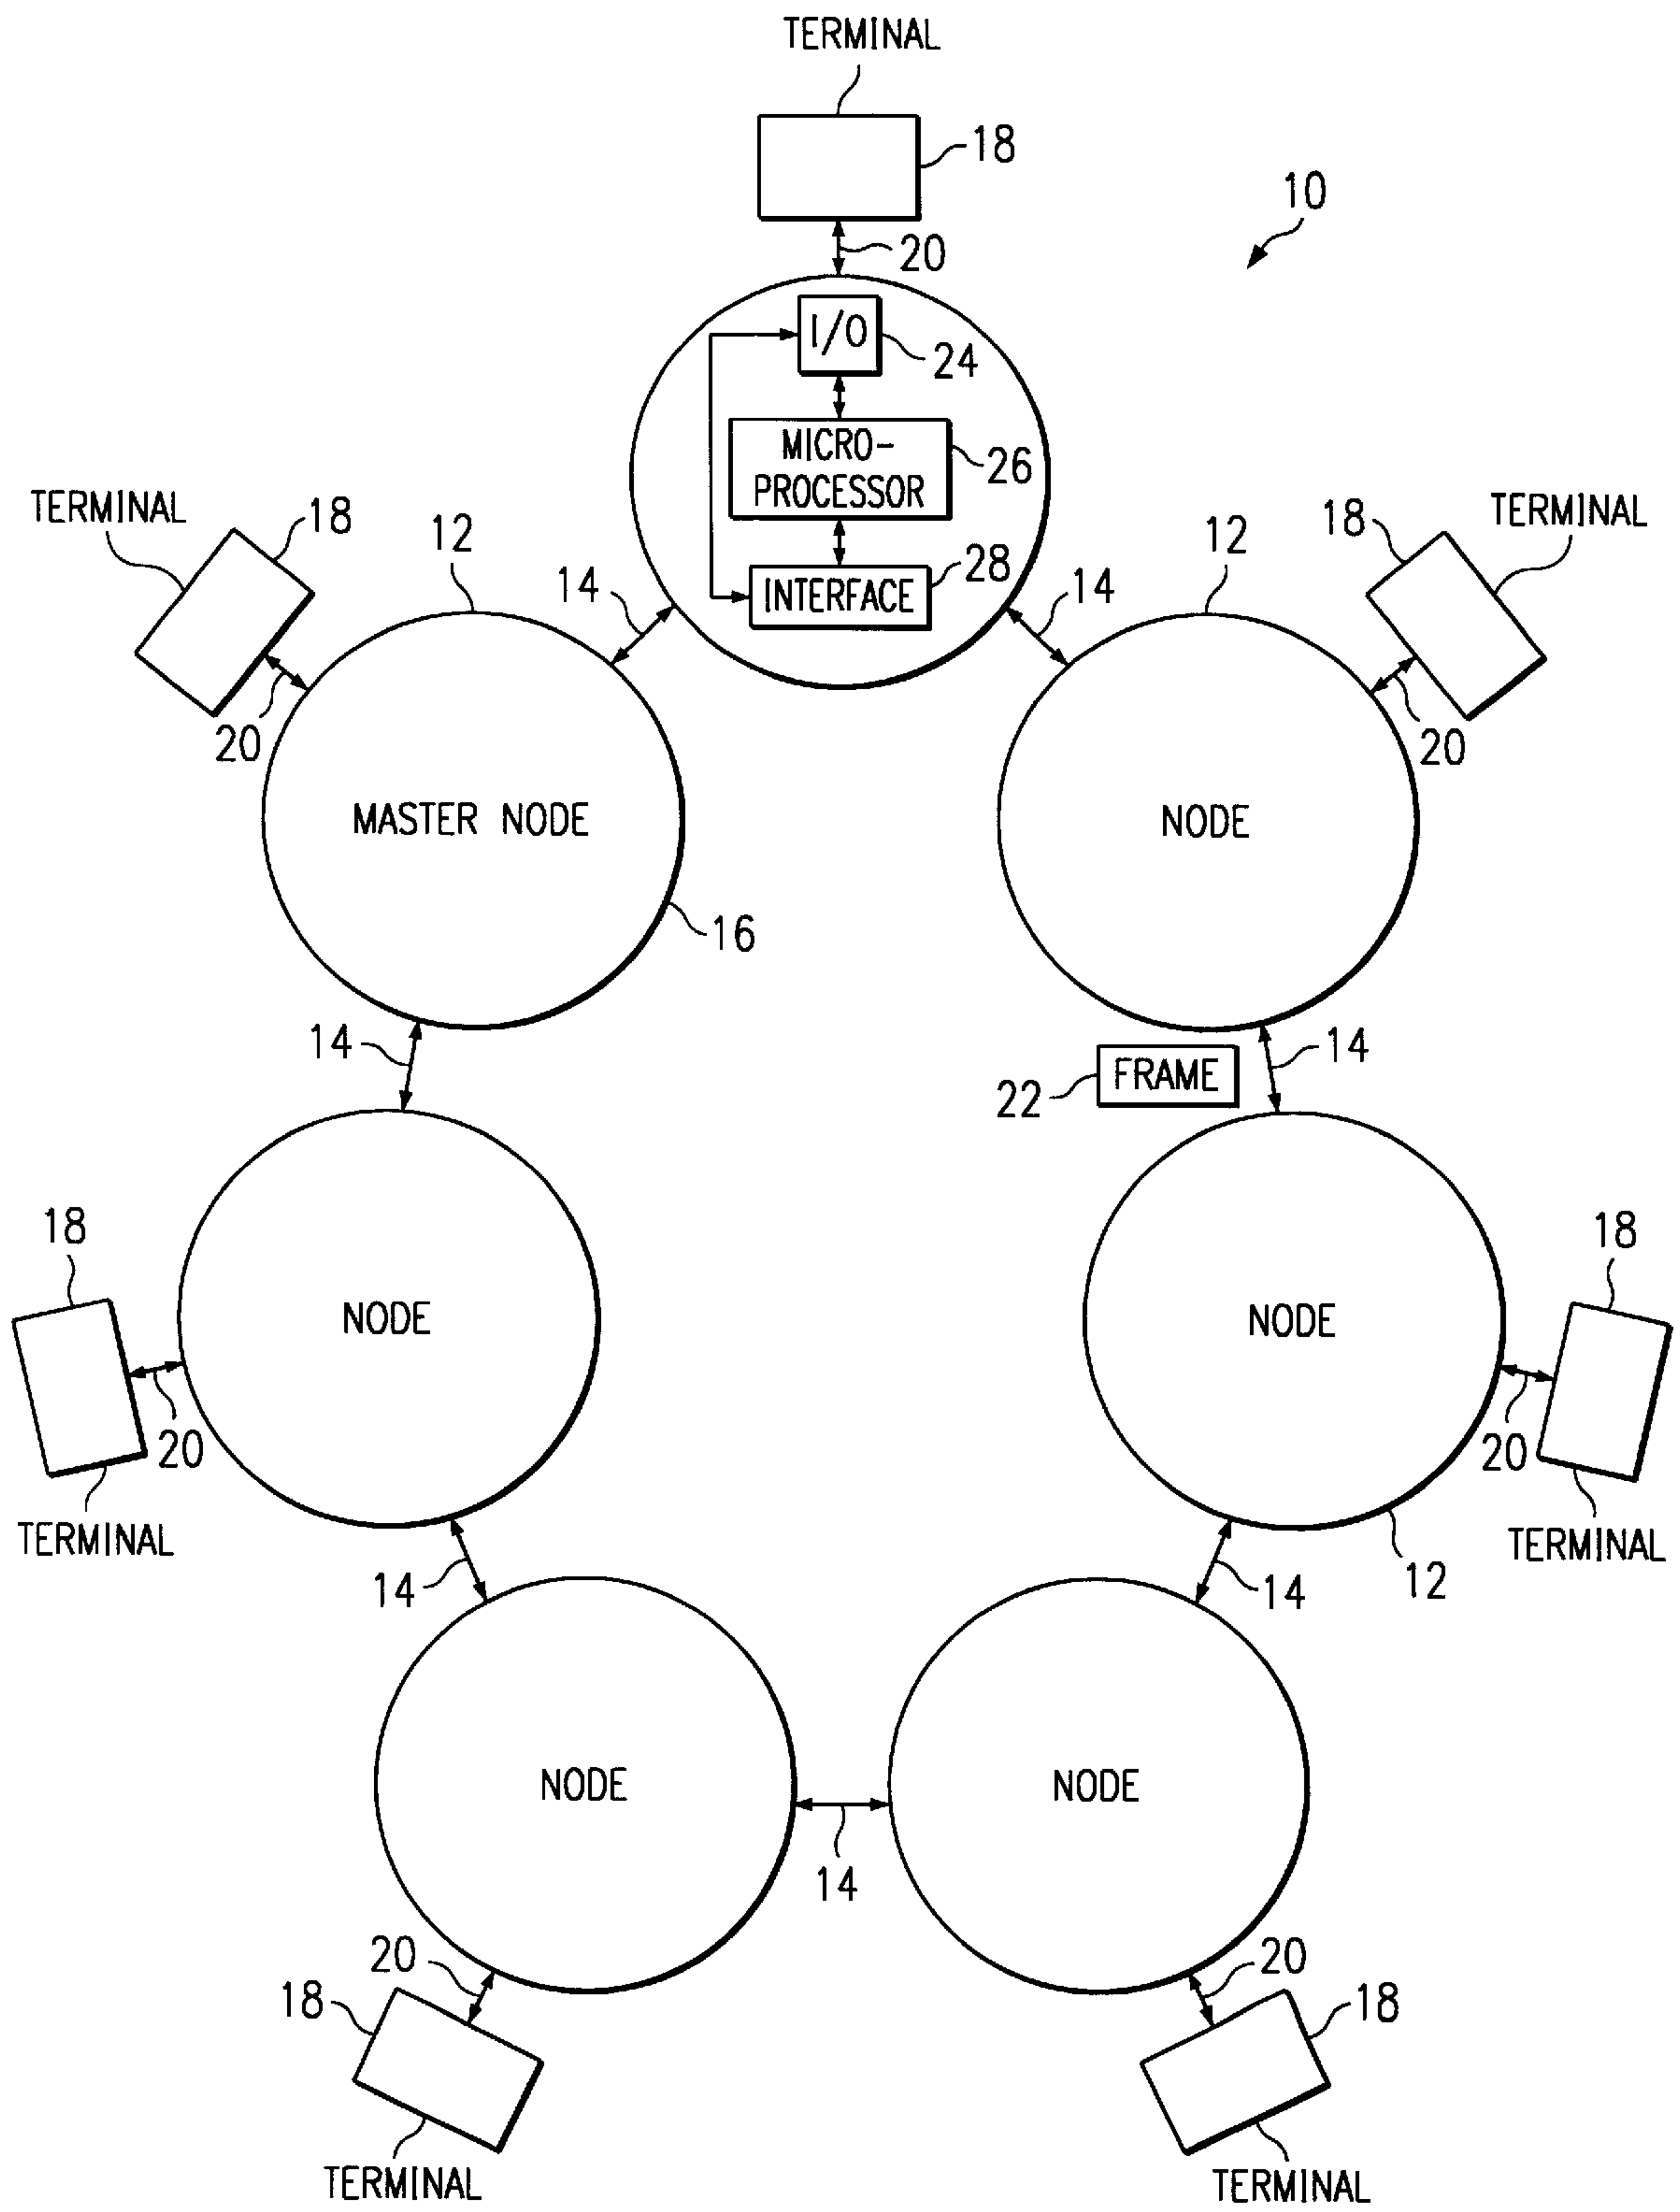 TERMINAL
18
10
20
I/O
24
MICRO-
PROCESSOR
26
INTERFACE
28
TERMINAL
18
12
14
20
14
12
18
TERMINAL
20
MASTER NODE
16
NODE
14
22
FRAME
14
18
NODE
20
TERMINAL
NODE
18
20
TERMINAL
12
14
14
NODE
NODE
14
20
18
TERMINAL
20
18
TERMINAL